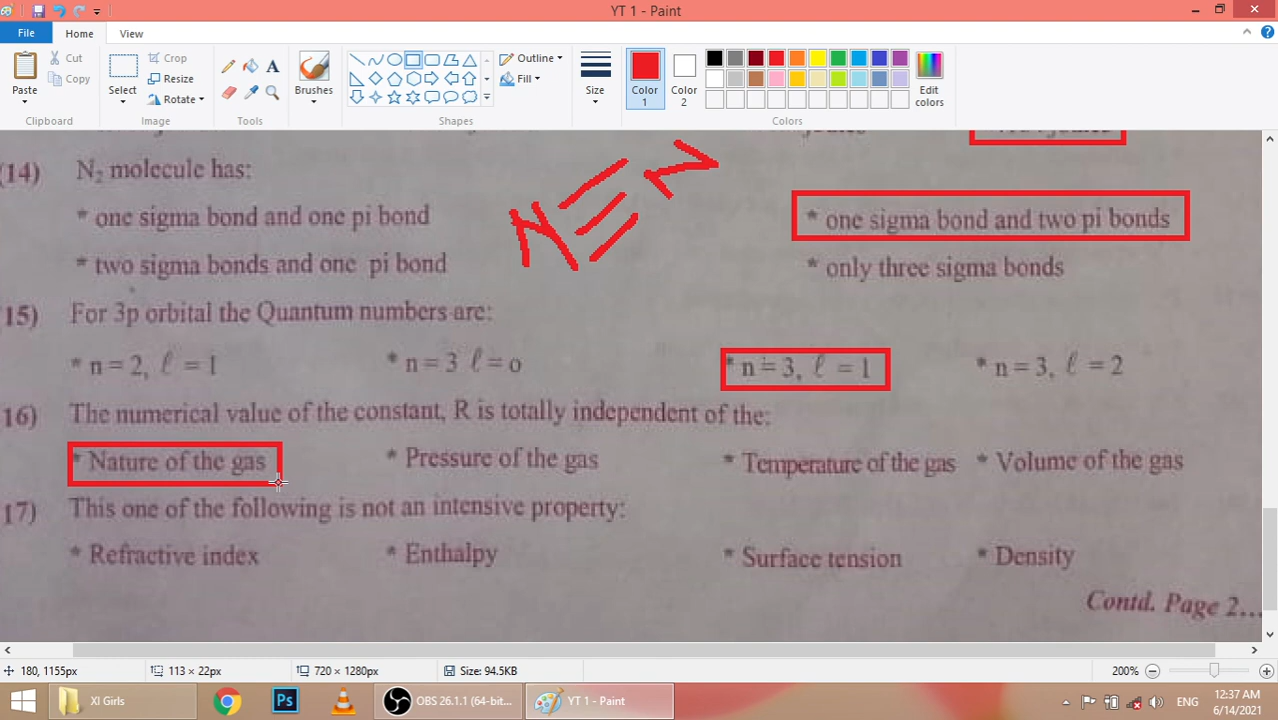 YT 1 - Paint
File Home View
Paste
Cut
Copy
Clipboard
Select
Crop
Resize
Rotate
Image
Tools
Brushes
Shapes
Outline
Fill
Size
Color 1
Color 2
Edit colors
Colors
(14) N₂ molecule has:
* one sigma bond and one pi bond
* one sigma bond and two pi bonds
* two sigma bonds and one pi bond
* only three sigma bonds
N≡N
15) For 3p orbital the Quantum numbers are:
* n = 2, ℓ = 1 * n = 3 ℓ = o * n = 3, ℓ = 1 * n = 3, ℓ = 2
16) The numerical value of the constant, R is totally independent of the:
* Nature of the gas * Pressure of the gas * Temperature of the gas * Volume of the gas
17) This one of the following is not an intensive property:
* Refractive index * Enthalpy * Surface tension * Density
Contd. Page 2...
180, 1155px 113 × 22px 720 × 1280px Size: 94.5KB 200%
XI Girls Ps OBS 26.1.1 (64-bit... YT 1 - Paint ENG 12:37 AM
6/14/2021